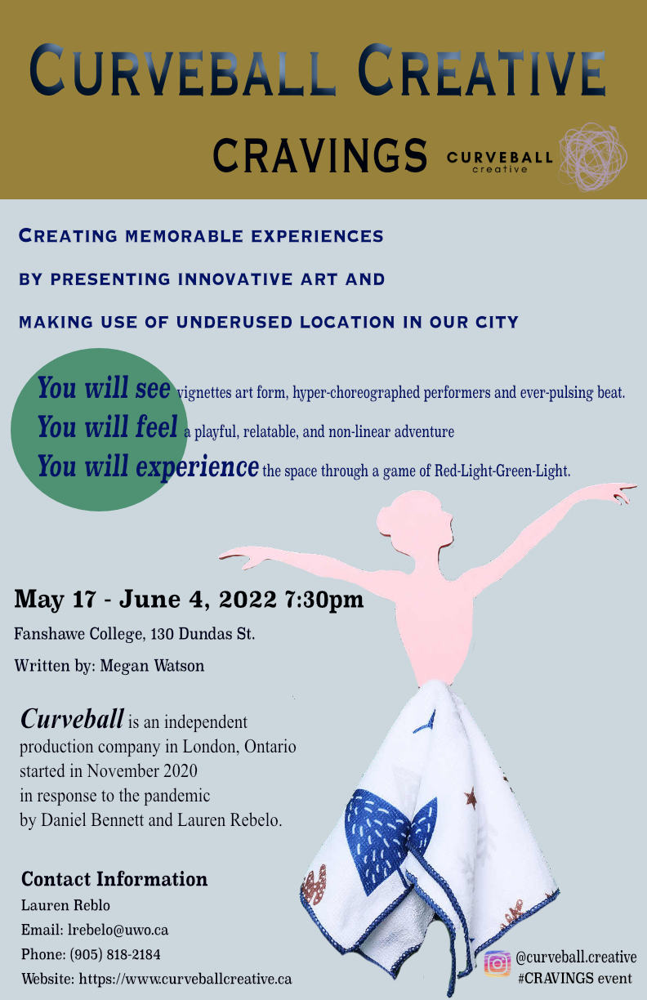 CURVEBALL CREATIVE
CRAVINGS
CURVEBALL
creative
CREATING MEMORABLE EXPERIENCES
BY PRESENTING INNOVATIVE ART AND
MAKING USE OF UNDERUSED LOCATION IN OUR CITY
You will see vignettes art form, hyper-choreographed performers and ever-pulsing beat.
You will feel a playful, relatable, and non-linear adventure
You will experience the space through a game of Red-Light-Green-Light.
May 17 - June 4, 2022 7:30pm
Fanshawe College, 130 Dundas St.
Written by: Megan Watson
Curveball is an independent
production company in London, Ontario
started in November 2020
in response to the pandemic
by Daniel Bennett and Lauren Rebelo.
Contact Information
Lauren Reblo
Email: lrebelo@uwo.ca
Phone: (905) 818-2184
Website: https://www.curveballcreative.ca
@curveball.creative
#CRAVINGS event